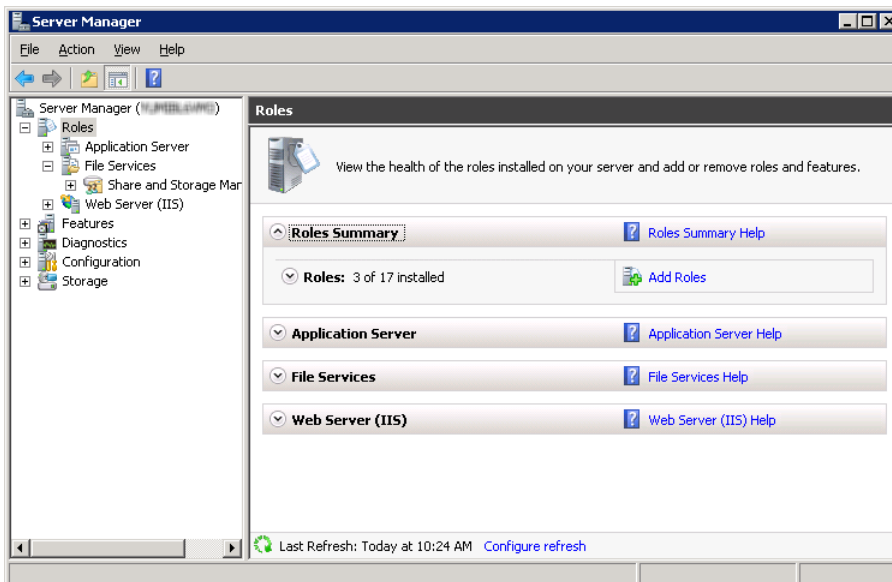 Server Manager
File Action View Help
Server Manager ( )
Roles
Application Server
File Services
Share and Storage Mar
Web Server (IIS)
Features
Diagnostics
Configuration
Storage
Roles
View the health of the roles installed on your server and add or remove roles and features.
Roles Summary
Roles Summary Help
Roles: 3 of 17 installed
Add Roles
Application Server
Application Server Help
File Services
File Services Help
Web Server (IIS)
Web Server (IIS) Help
Last Refresh: Today at 10:24 AM Configure refresh